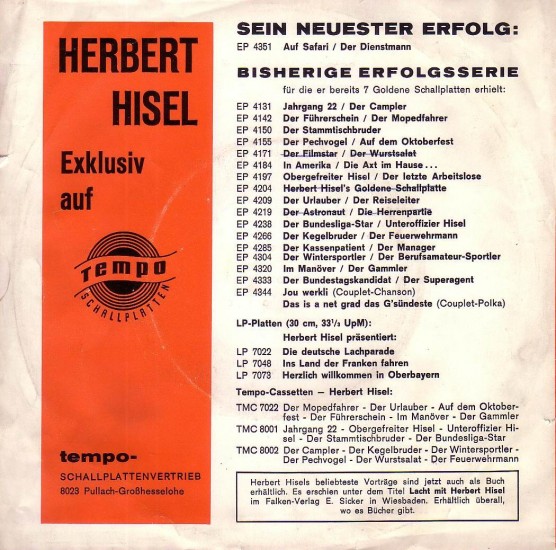 HERBERT
HISEL
Exklusiv
auf
Tempo
SCHALLPLATTEN
tempo-
SCHALLPLATTENVERTRIEB
8023 Pullach-Großhesselohe
SEIN NEUESTER ERFOLG:
EP 4351 Auf Safari / Der Dienstmann
BISHERIGE ERFOLGSSERIE
für die er bereits 7 Goldene Schallplatten erhielt:
EP 4131 Jahrgang 22 / Der Campler
EP 4142 Der Führerschein / Der Mopedfahrer
EP 4150 Der Stammtischbruder
EP 4155 Der Pechvogel / Auf dem Oktoberfest
EP 4171 Der Filmstar / Der Wurstsalat
EP 4184 In Amerika / Die Axt im Hause...
EP 4197 Obergefreiter Hisel / Der letzte Arbeitslose
EP 4204 Herbert Hisel's Goldene Schallplatte
EP 4209 Der Urlauber / Der Reiseleiter
EP 4219 Der Astronaut / Die Herrenpartie
EP 4238 Der Bundesliga-Star / Unteroffizier Hisel
EP 4266 Der Kegelbruder / Der Feuerwehrmann
EP 4285 Der Kassenpatient / Der Manager
EP 4304 Der Wintersportler / Der Berufsamateur-Sportler
EP 4320 Im Manöver / Der Gammler
EP 4333 Der Bundestagskandidat / Der Superagent
EP 4344 Jou werkli (Couplet-Chanson)
Das is a net grad das G'sündeste (Couplet-Polka)
LP-Platten (30 cm, 33⅓ UpM):
Herbert Hisel präsentiert:
LP 7022 Die deutsche Lachparade
LP 7048 Ins Land der Franken fahren
LP 7073 Herzlich willkommen in Oberbayern
Tempo-Cassetten – Herbert Hisel:
TMC 7022 Der Mopedfahrer - Der Urlauber - Auf dem Oktober-
fest - Der Führerschein - Im Manöver - Der Gammler
TMC 8001 Jahrgang 22 - Obergefreiter Hisel - Unteroffizier Hi-
sel - Der Stammtischbruder - Der Bundesliga-Star
TMC 8002 Der Campler - Der Kegelbruder - Der Wintersportler -
Der Pechvogel - Der Wurstsalat - Der Feuerwehrmann
Herbert Hisels beliebteste Vorträge sind jetzt auch als Buch
erhältlich. Es erschien unter dem Titel Lacht mit Herbert Hisel
im Falken-Verlag E. Sicker in Wiesbaden. Erhältlich überall,
wo es Bücher gibt.